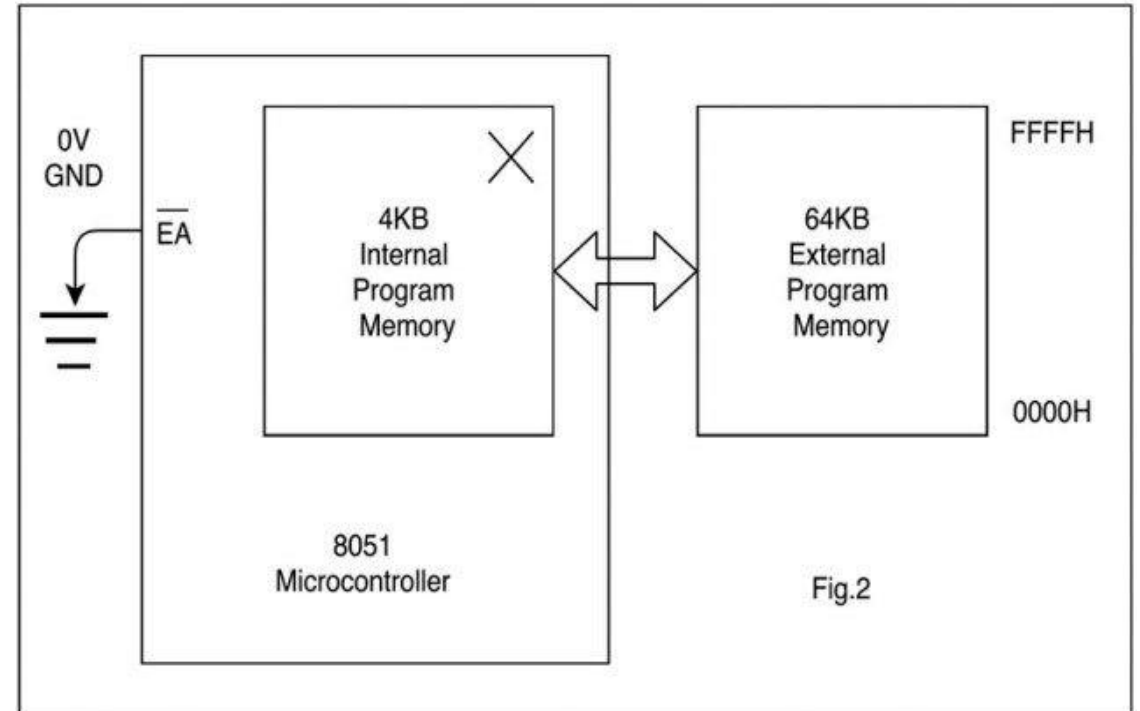 0V
GND
EA
4KB
Internal
Program
Memory
8051
Microcontroller
64KB
External
Program
Memory
FFFFH
0000H
Fig.2